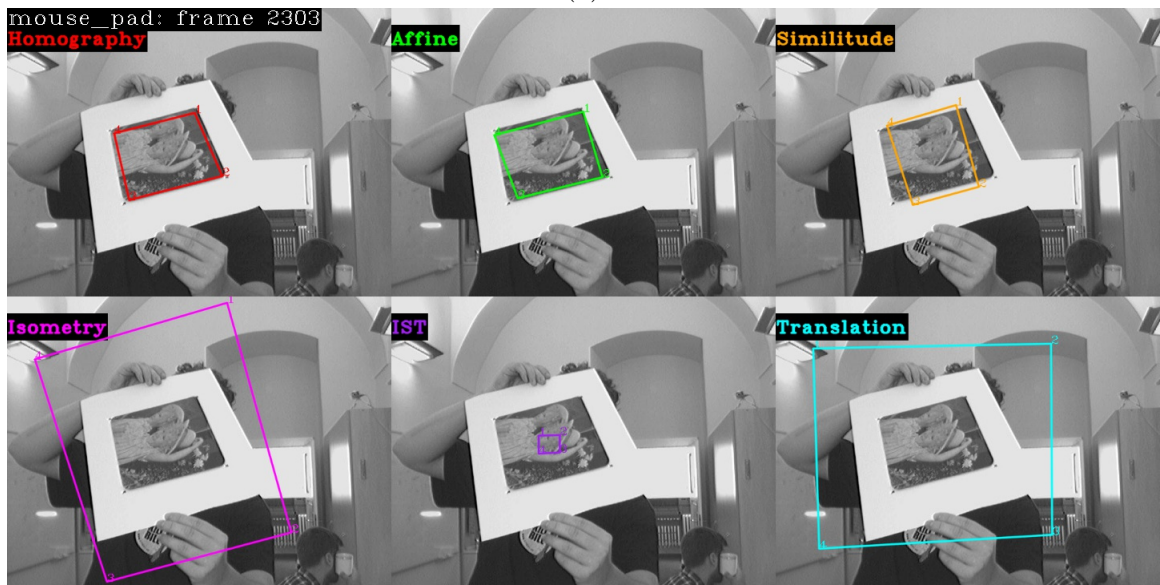 mouse_pad: frame 2303
Homography
Affine
Similitude
Isometry
IST
Translation